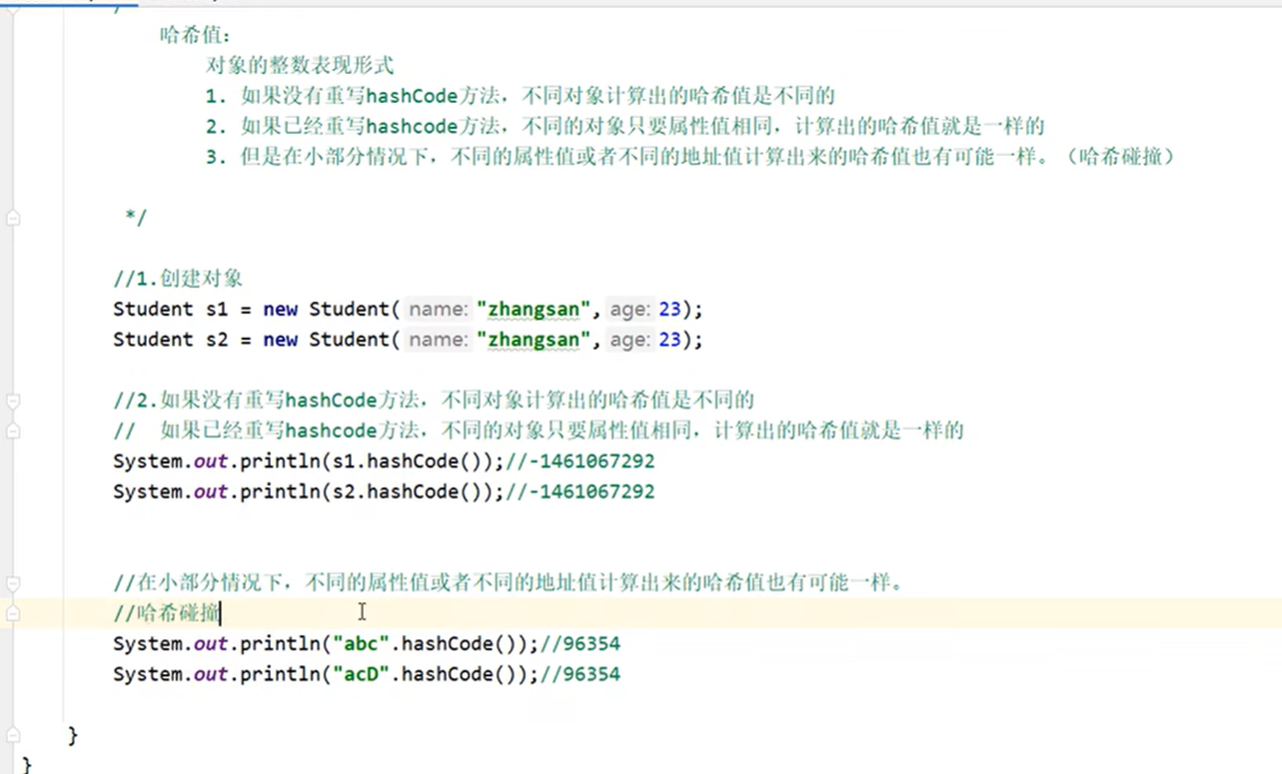 哈希值:
对象的整数表现形式
1. 如果没有重写hashCode方法，不同对象计算出的哈希值是不同的
2. 如果已经重写hashcode方法，不同的对象只要属性值相同，计算出的哈希值就是一样的
3. 但是在小部分情况下，不同的属性值或者不同的地址值计算出来的哈希值也有可能一样。（哈希碰撞）
*/
//1.创建对象
Student s1 = new Student( name: "zhangsan", age: 23);
Student s2 = new Student( name: "zhangsan", age: 23);
//2.如果没有重写hashCode方法，不同对象计算出的哈希值是不同的
//  如果已经重写hashcode方法，不同的对象只要属性值相同，计算出的哈希值就是一样的
System.out.println(s1.hashCode());//-1461067292
System.out.println(s2.hashCode());//-1461067292
//在小部分情况下，不同的属性值或者不同的地址值计算出来的哈希值也有可能一样。
//哈希碰撞
System.out.println("abc".hashCode());//96354
System.out.println("acD".hashCode());//96354
}
}